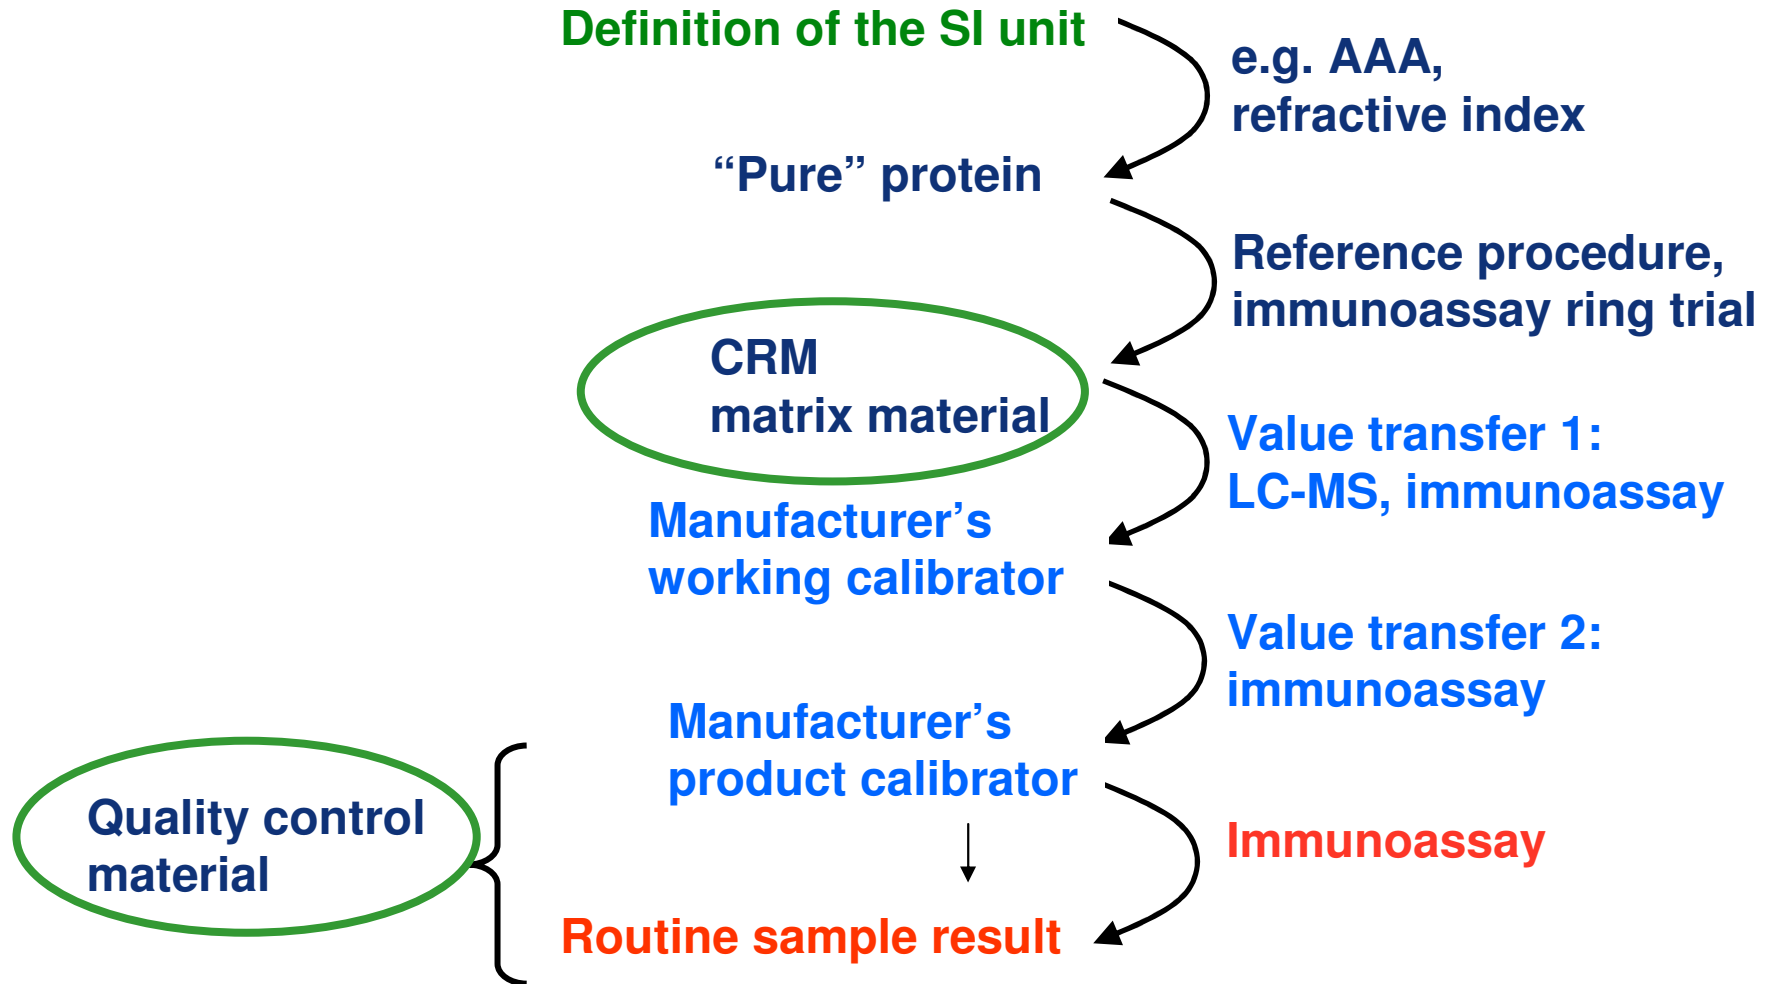 Definition of the SI unit
e.g. AAA,
refractive index
“Pure” protein
Reference procedure,
immunoassay ring trial
CRM
matrix material
Value transfer 1:
LC-MS, immunoassay
Manufacturer’s
working calibrator
Value transfer 2:
immunoassay
Manufacturer’s
product calibrator
Quality control
material
Immunoassay
Routine sample result